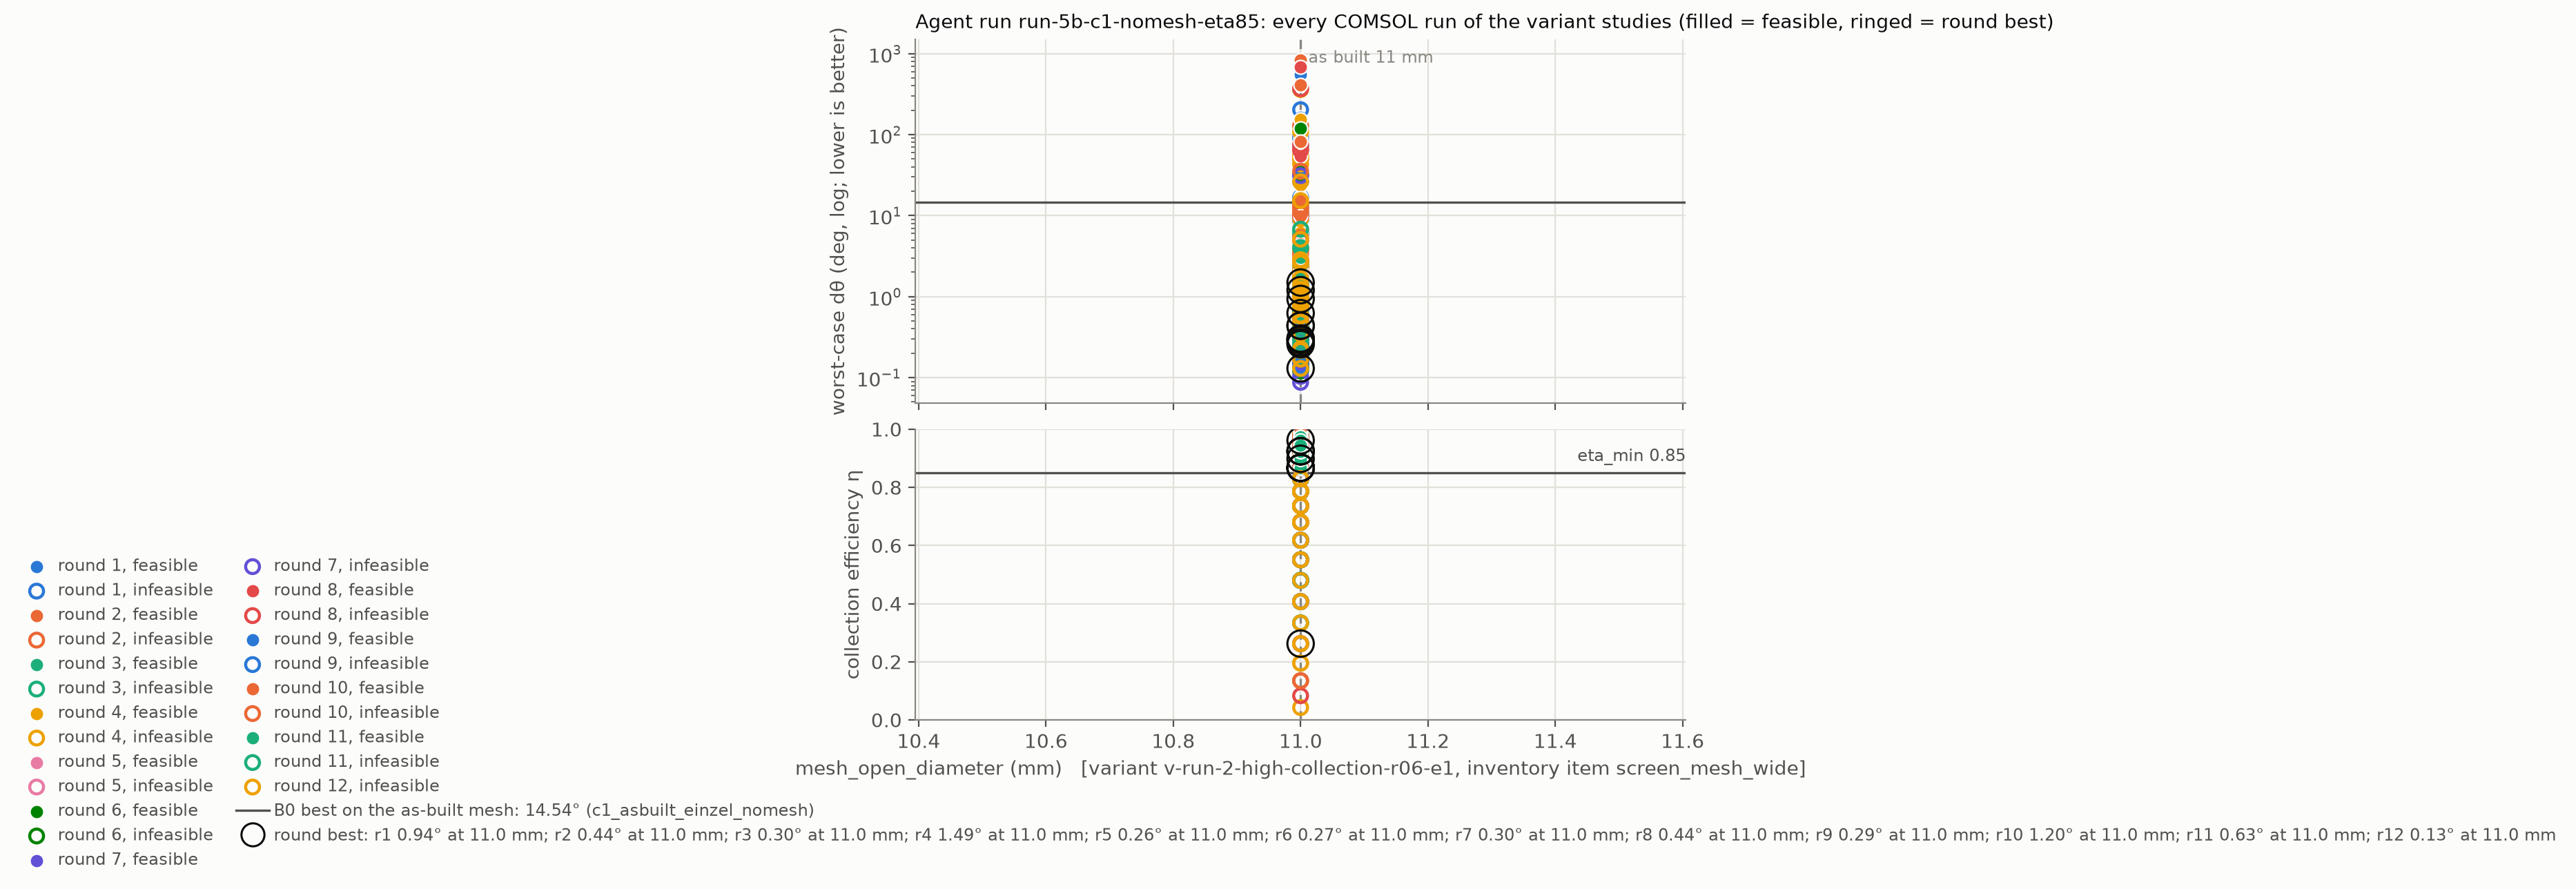 Agent run run-5b-c1-nomesh-eta85: every COMSOL run of the variant studies (filled = feasible, ringed = round best)
worst-case dθ (deg, log; lower is better)
10³
10²
10¹
10⁰
10⁻¹
as built 11 mm
collection efficiency η
1.0
0.8
0.6
0.4
0.2
0.0
eta_min 0.85
10.4 10.6 10.8 11.0 11.2 11.4 11.6
mesh_open_diameter (mm) [variant v-run-2-high-collection-r06-e1, inventory item screen_mesh_wide]
round 1, feasible
round 1, infeasible
round 2, feasible
round 2, infeasible
round 3, feasible
round 3, infeasible
round 4, feasible
round 4, infeasible
round 5, feasible
round 5, infeasible
round 6, feasible
round 6, infeasible
round 7, feasible
round 7, infeasible
round 8, feasible
round 8, infeasible
round 9, feasible
round 9, infeasible
round 10, feasible
round 10, infeasible
round 11, feasible
round 11, infeasible
round 12, infeasible
B0 best on the as-built mesh: 14.54° (c1_asbuilt_einzel_nomesh)
round best: r1 0.94° at 11.0 mm; r2 0.44° at 11.0 mm; r3 0.30° at 11.0 mm; r4 1.49° at 11.0 mm; r5 0.26° at 11.0 mm; r6 0.27° at 11.0 mm; r7 0.30° at 11.0 mm; r8 0.44° at 11.0 mm; r9 0.29° at 11.0 mm; r10 1.20° at 11.0 mm; r11 0.63° at 11.0 mm; r12 0.13° at 11.0 mm